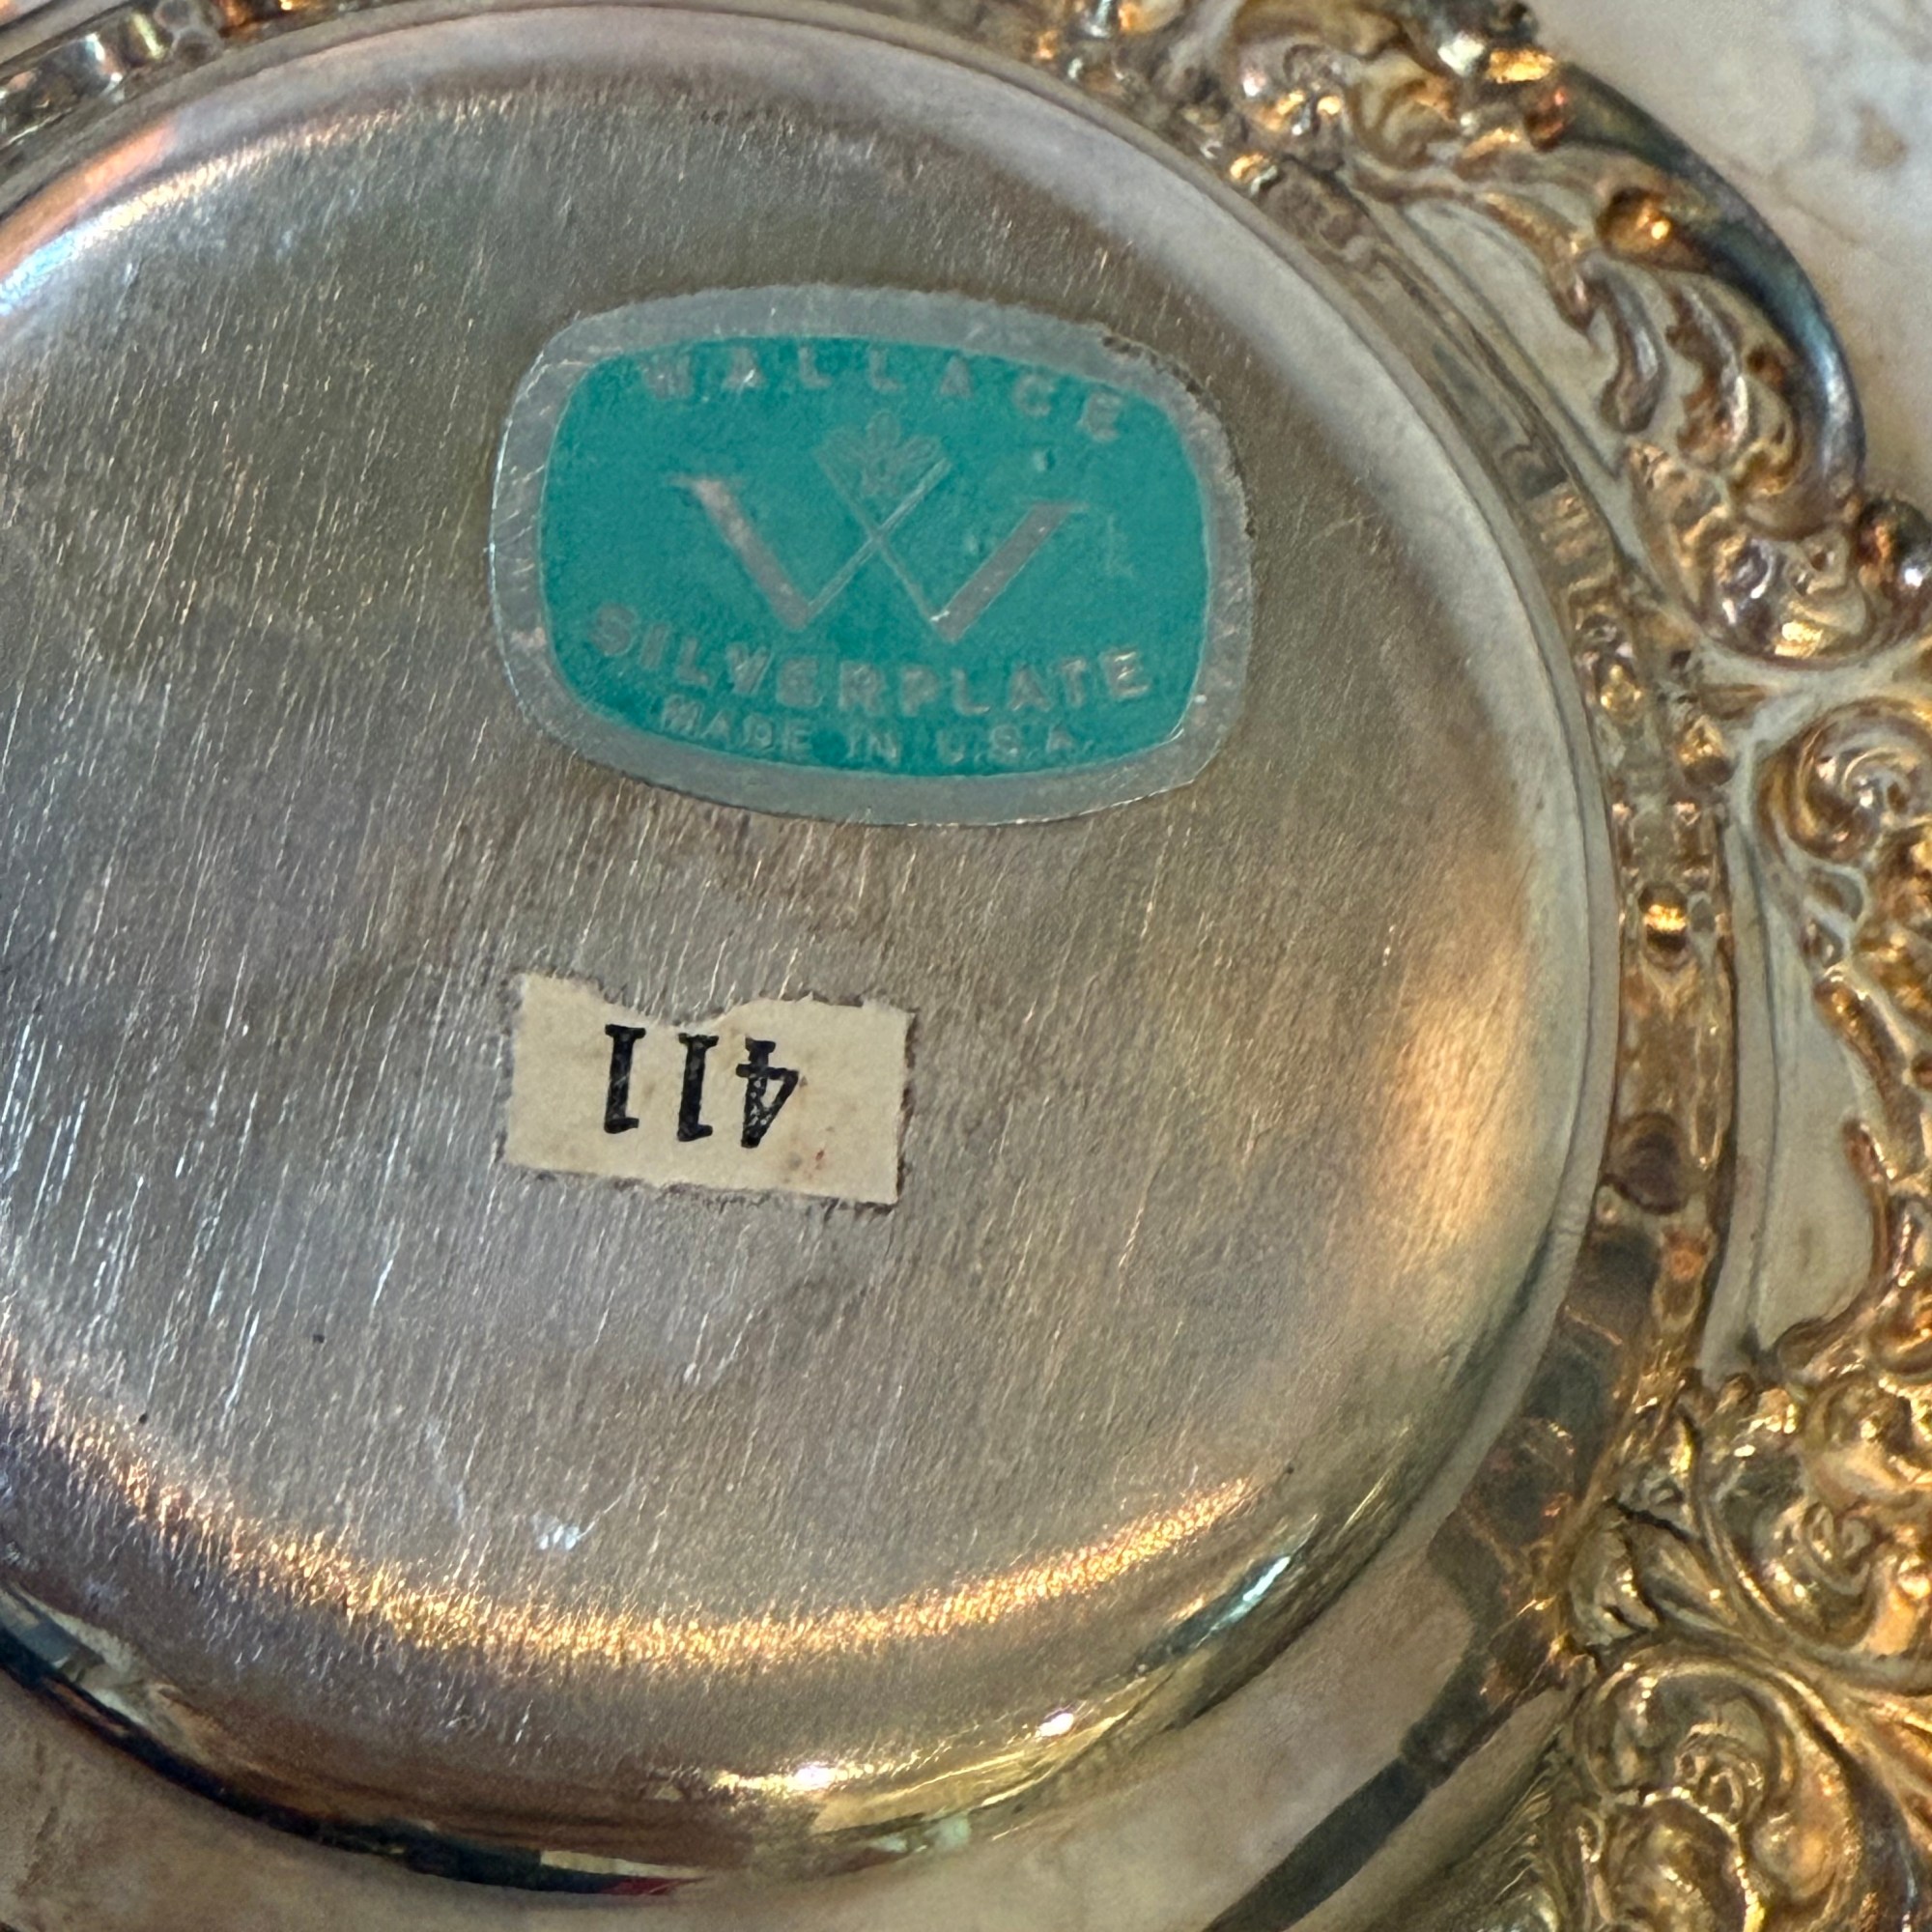 WALLACE
W
SILVERPLATE
MADE IN U.S.A.
411